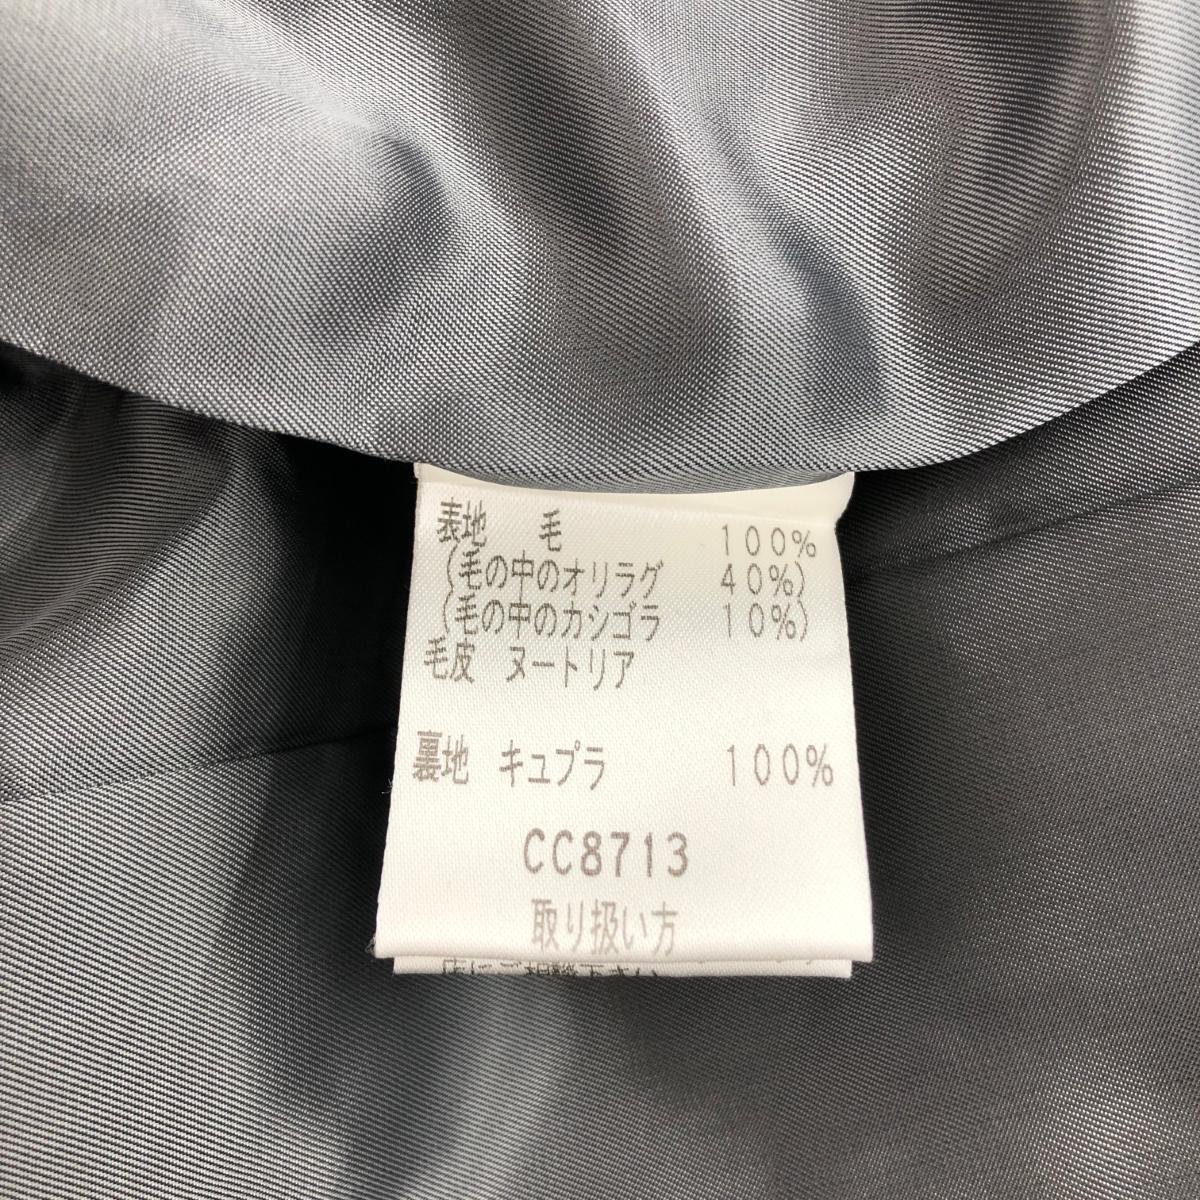 表地 毛 100%
(毛の中のオリラグ 40%)
(毛の中のカシゴラ 10%)
毛皮 ヌートリア
裏地 キュプラ 100%
CC8713
取り扱い方